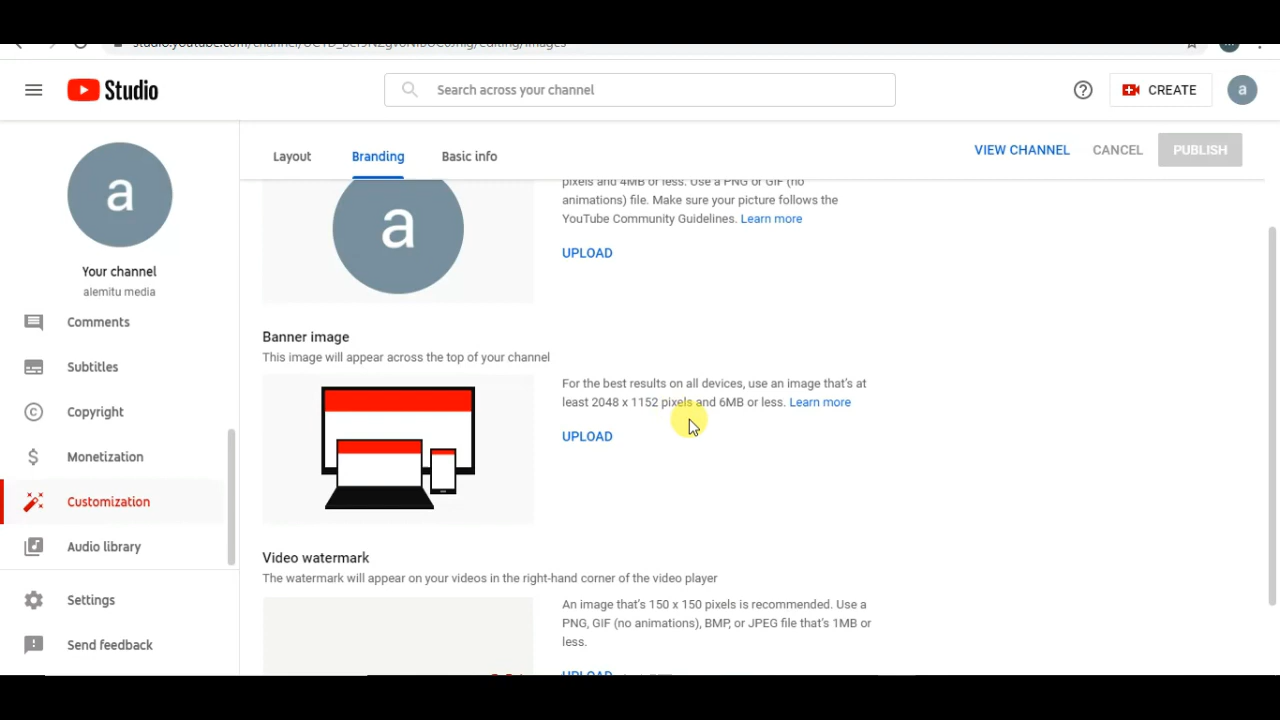 Studio
Search across your channel
CREATE
a
a
Your channel
alemitu media
Comments
Subtitles
Copyright
Monetization
Customization
Audio library
Settings
Send feedback
Layout
Branding
Basic info
VIEW CHANNEL
CANCEL
PUBLISH
a
pixels and 4MB or less. Use a PNG or GIF (no
animations) file. Make sure your picture follows the
YouTube Community Guidelines. Learn more
UPLOAD
Banner image
This image will appear across the top of your channel
For the best results on all devices, use an image that's at
least 2048 x 1152 pixels and 6MB or less. Learn more
UPLOAD
Video watermark
The watermark will appear on your videos in the right-hand corner of the video player
An image that's 150 x 150 pixels is recommended. Use a
PNG, GIF (no animations), BMP, or JPEG file that's 1MB or
less.
UPLOAD